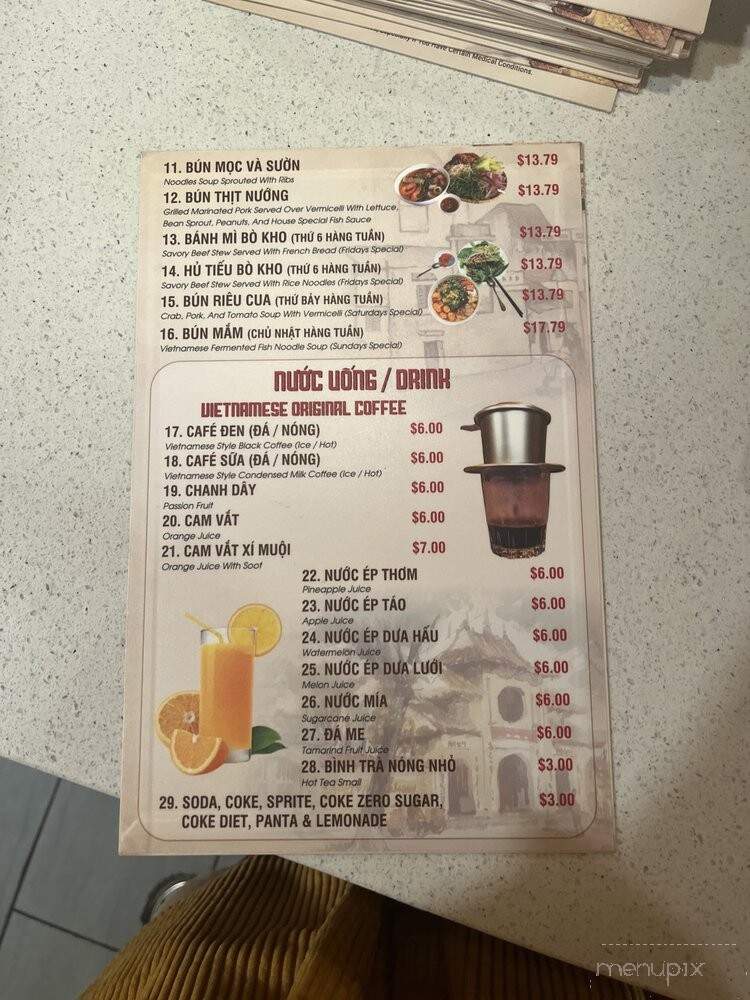 Especially If You Have Certain Medical Conditions.
11. BÚN MỌC VÀ SƯỜN $13.79
Noodles Soup Sprouted With Ribs
12. BÚN THỊT NƯỚNG $13.79
Grilled Marinated Pork Served Over Vermicelli With Lettuce,
Bean Sprout, Peanuts, And House Special Fish Sauce
13. BÁNH MÌ BÒ KHO (THỨ 6 HÀNG TUẦN) $13.79
Savory Beef Stew Served With French Bread (Fridays Special)
14. HỦ TIẾU BÒ KHO (THỨ 6 HÀNG TUẦN) $13.79
Savory Beef Stew Served With Rice Noodles (Fridays Special)
15. BÚN RIÊU CUA (THỨ BẢY HÀNG TUẦN) $13.79
Crab, Pork, And Tomato Soup With Vermicelli (Saturdays Special)
16. BÚN MẮM (CHỦ NHẬT HÀNG TUẦN) $17.79
Vietnamese Fermented Fish Noodle Soup (Sundays Special)
NƯỚC UỐNG / DRINK
VIETNAMESE ORIGINAL COFFEE
17. CAFÉ ĐEN (ĐÁ / NÓNG) $6.00
Vietnamese Style Black Coffee (Ice / Hot)
18. CAFÉ SỮA (ĐÁ / NÓNG) $6.00
Vietnamese Style Condensed Milk Coffee (Ice / Hot)
19. CHANH DÂY $6.00
Passion Fruit
20. CAM VẮT $6.00
Orange Juice
21. CAM VẮT XÍ MUỘI $7.00
Orange Juice With Soot
22. NƯỚC ÉP THƠM $6.00
Pineapple Juice
23. NƯỚC ÉP TÁO $6.00
Apple Juice
24. NƯỚC ÉP DƯA HẤU $6.00
Watermelon Juice
25. NƯỚC ÉP DƯA LƯỚI $6.00
Melon Juice
26. NƯỚC MÍA $6.00
Sugarcane Juice
27. ĐÁ ME $6.00
Tamarind Fruit Juice
28. BÌNH TRÀ NÓNG NHỎ $3.00
Hot Tea Small
29. SODA, COKE, SPRITE, COKE ZERO SUGAR, $3.00
COKE DIET, PANTA & LEMONADE
menupix